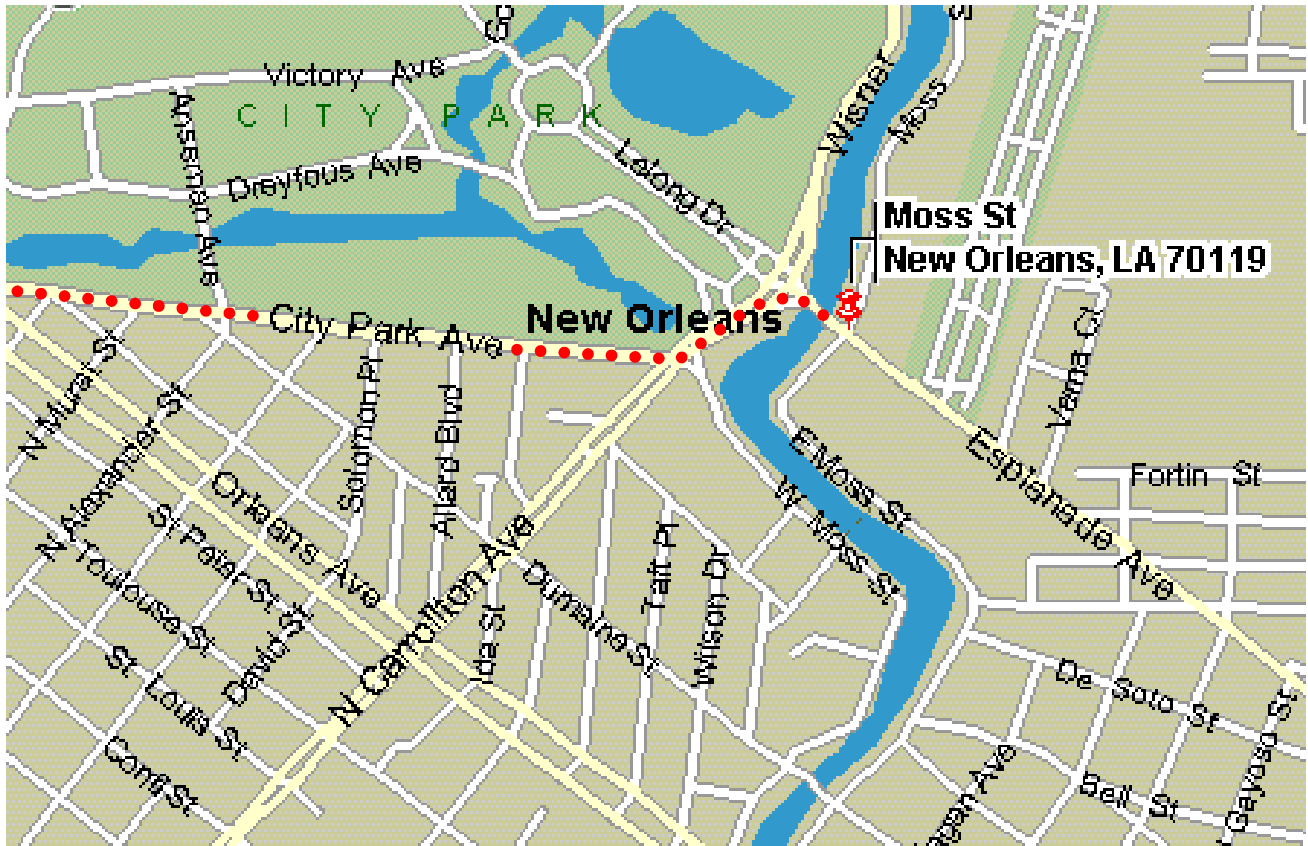 Go
S
Victory Ave
CITY PARK
Wisner
Moss
Anseman Ave
Dreyfous Ave
Lelong Dr
Moss St
New Orleans, LA 70119
New Orleans
City Park Ave
Verna Ct
N Murat St
Solomon Pl
Allard Blvd
N Alexander St
Esplanade Ave
E Moss St
Fortin St
Orleans Ave
W Moss St
St Peter St
Toulouse St
N Carrollton Ave
Dumaine St
Taft Pl
Wilson Dr
Ida St
David St
St Louis St
De Soto St
Conti St
Bell St
N Gayoso St
agan Ave